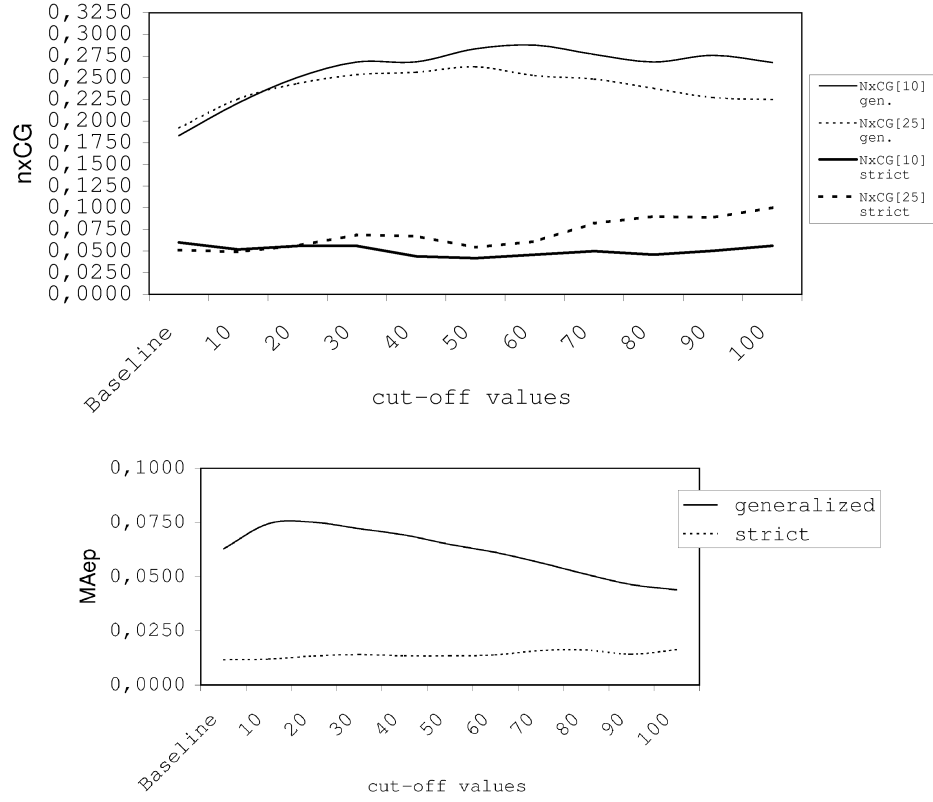 0,3250
0,3000
0,2750
0,2500
0,2250
0,2000
0,1750
0,1500
0,1250
0,1000
0,0750
0,0500
0,0250
0,0000
nxCG
Baseline 10 20 30 40 50 60 70 80 90 100
cut-off values
NxCG[10]
gen.
NxCG[25]
gen.
NxCG[10]
strict
NxCG[25]
strict
0,1000
0,0750
0,0500
0,0250
0,0000
MAep
Baseline 10 20 30 40 50 60 70 80 90 100
cut-off values
generalized
strict